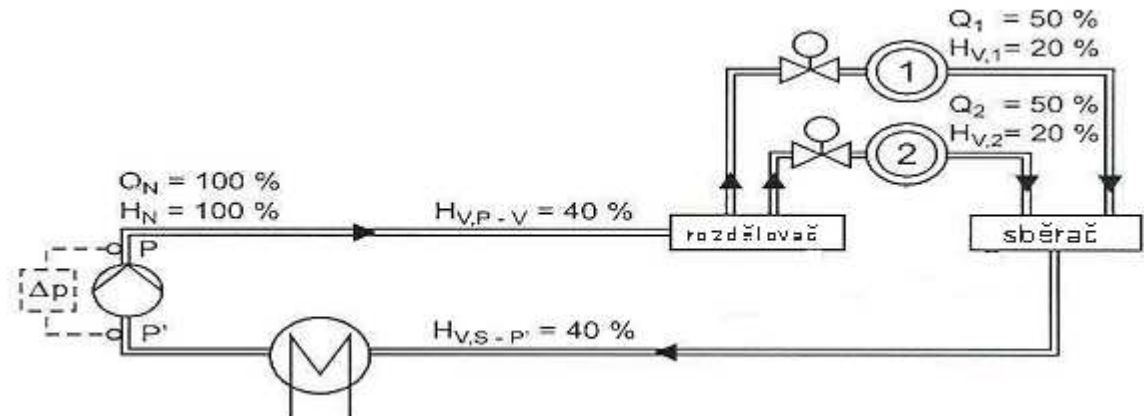 Q1 = 50 %
HV,1= 20 %
1
Q2 = 50 %
HV,2= 20 %
2
QN = 100 %
HN = 100 %
HV,P - V = 40 %
rozdělovač
sběrač
P
Δp
P'
HV,S - P' = 40 %